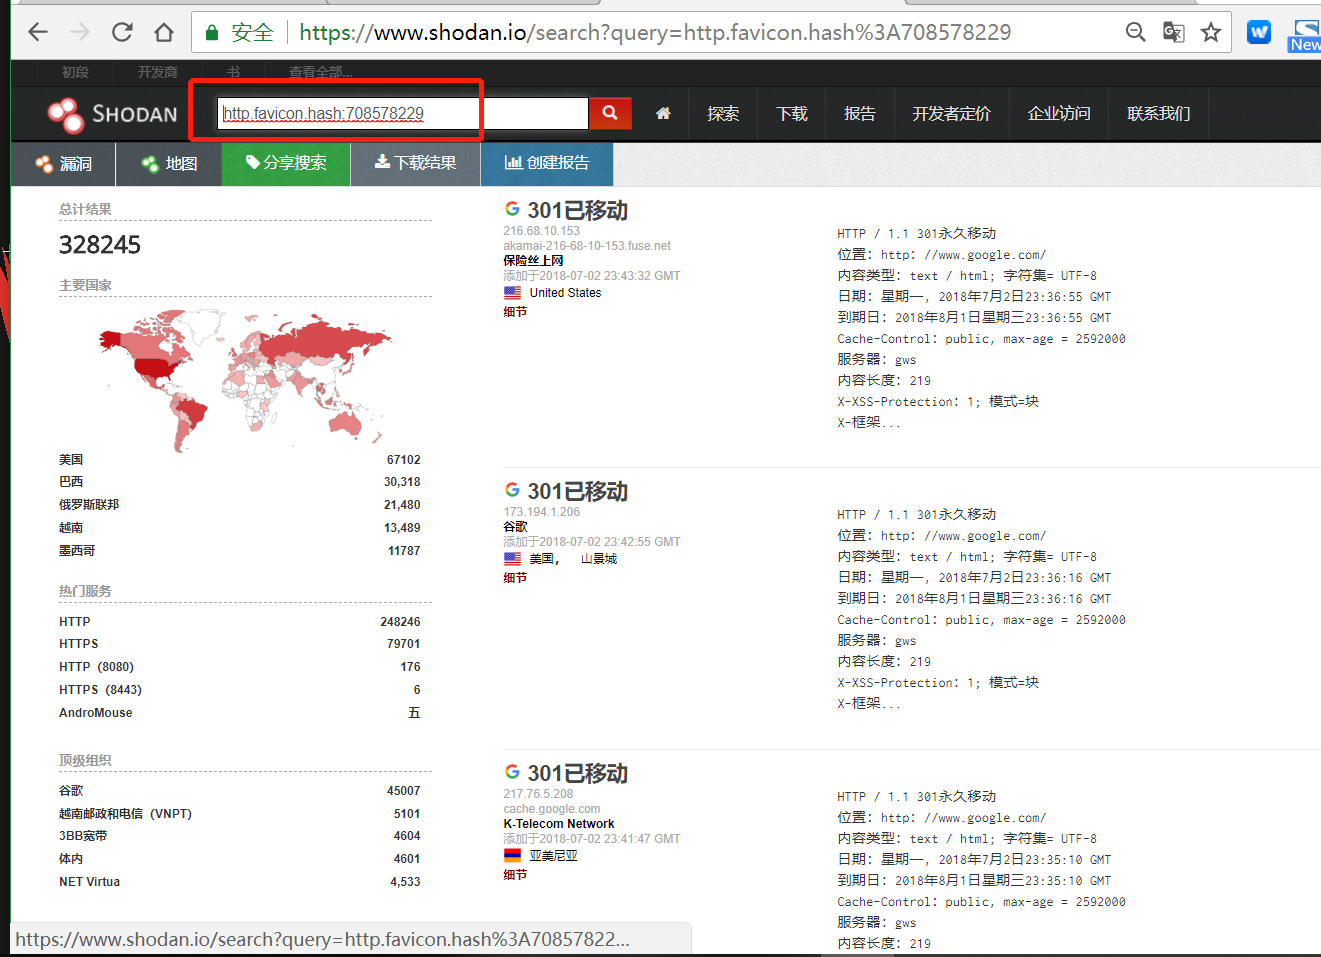 安全 https://www.shodan.io/search?query=http.favicon.hash%3A708578229
New
初段 开发商 书 查看全部...
SHODAN http.favicon.hash:708578229 探索 下载 报告 开发者定价 企业访问 联系我们
漏洞 地图 分享搜索 下载结果 创建报告
总计结果
328245
主要国家
美国 67102
巴西 30,318
俄罗斯联邦 21,480
越南 13,489
墨西哥 11787
热门服务
HTTP 248246
HTTPS 79701
HTTP (8080) 176
HTTPS (8443) 6
AndroMouse 五
顶级组织
谷歌 45007
越南邮政和电信 (VNPT) 5101
3BB宽带 4604
体内 4601
NET Virtua 4,533
301已移动
216.68.10.153
akamai-216-68-10-153.fuse.net
保险丝上网
添加于2018-07-02 23:43:32 GMT
United States
细节
HTTP / 1.1 301永久移动
位置: http: //www.google.com/
内容类型: text / html; 字符集= UTF-8
日期: 星期一, 2018年7月2日23:36:55 GMT
到期日: 2018年8月1日星期三23:36:55 GMT
Cache-Control: public, max-age = 2592000
服务器: gws
内容长度: 219
X-XSS-Protection: 1; 模式=块
X-框架...
301已移动
173.194.1.206
谷歌
添加于2018-07-02 23:42:55 GMT
美国, 山景城
细节
HTTP / 1.1 301永久移动
位置: http: //www.google.com/
内容类型: text / html; 字符集= UTF-8
日期: 星期一, 2018年7月2日23:36:16 GMT
到期日: 2018年8月1日星期三23:36:16 GMT
Cache-Control: public, max-age = 2592000
服务器: gws
内容长度: 219
X-XSS-Protection: 1; 模式=块
X-框架...
301已移动
217.76.5.208
cache.google.com
K-Telecom Network
添加于2018-07-02 23:41:47 GMT
亚美尼亚
细节
HTTP / 1.1 301永久移动
位置: http: //www.google.com/
内容类型: text / html; 字符集= UTF-8
日期: 星期一, 2018年7月2日23:35:10 GMT
到期日: 2018年8月1日星期三23:35:10 GMT
Cache-Control: public, max-age = 2592000
服务器: gws
内容长度: 219
https://www.shodan.io/search?query=http.favicon.hash%3A70857822...